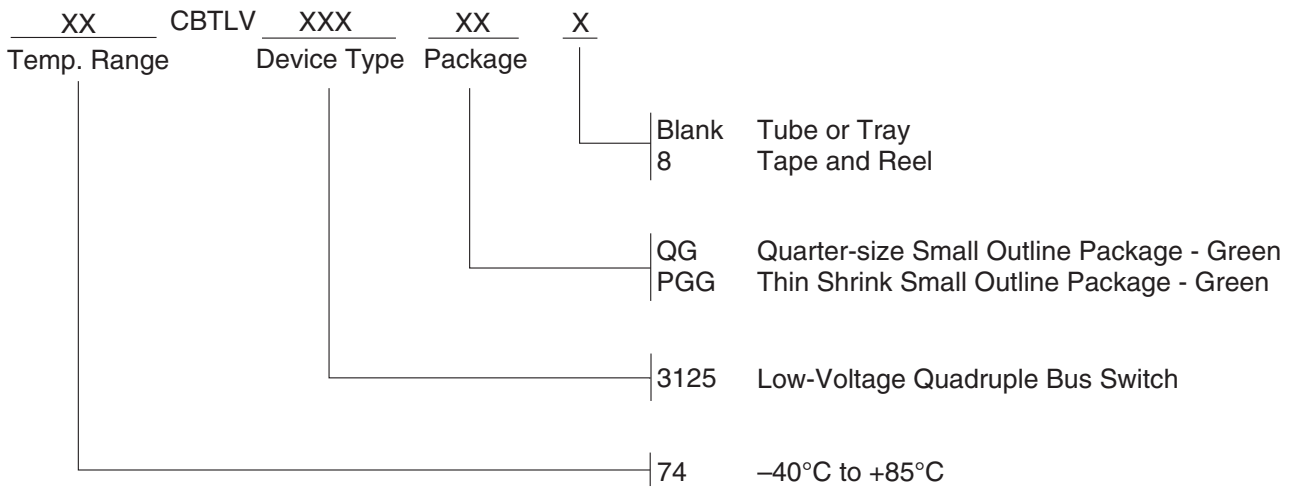 XX CBTLV XXX XX X
Temp. Range Device Type Package
Blank Tube or Tray
8 Tape and Reel
QG Quarter-size Small Outline Package - Green
PGG Thin Shrink Small Outline Package - Green
3125 Low-Voltage Quadruple Bus Switch
74 –40°C to +85°C